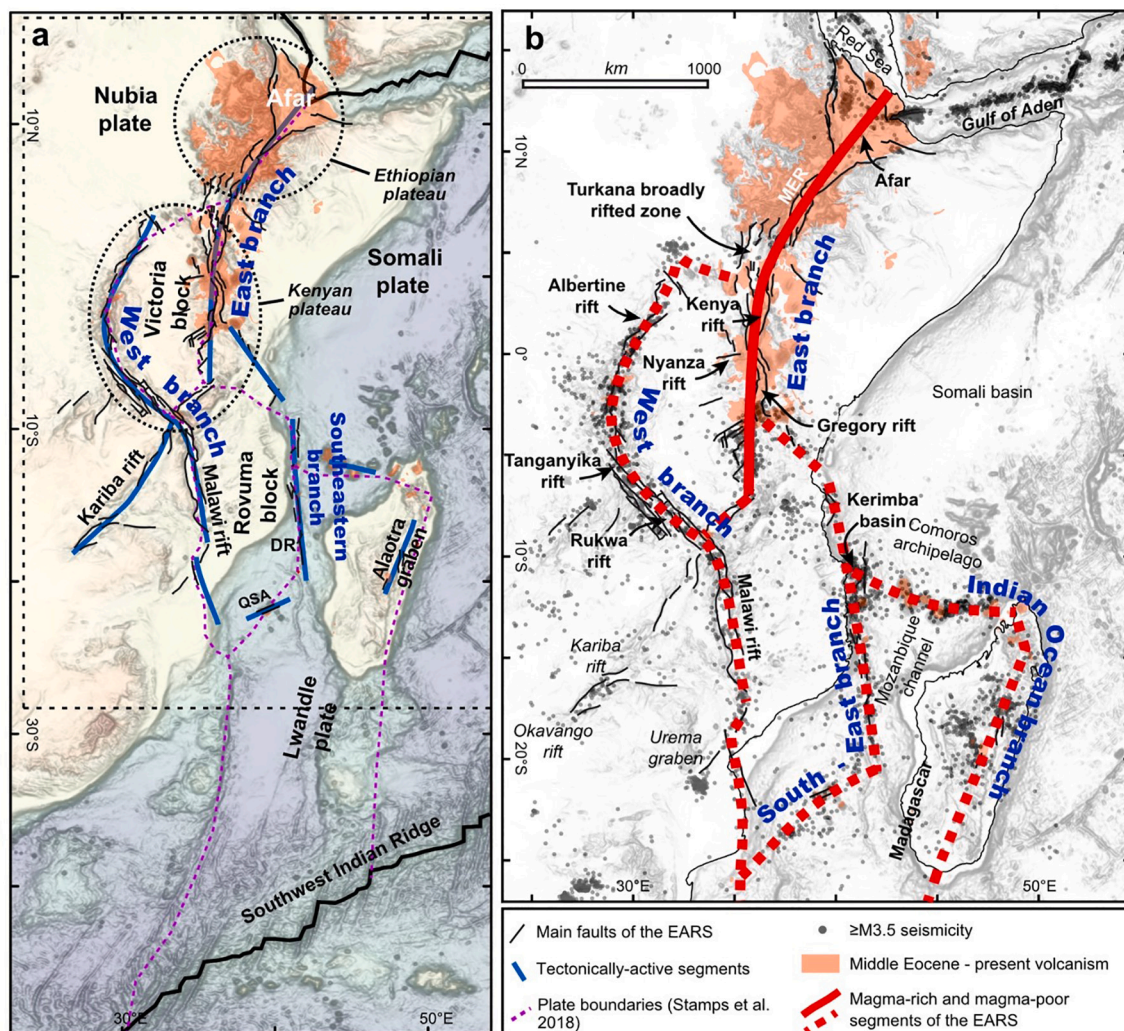 a
Nubia
plate
Afar
10°N
Ethiopian
plateau
East branch
Somali
plate
Victoria
block
Kenyan
plateau
West
branch
10°S
Kariba rift
Malawi rift
Rovuma
block
Southeastern
branch
DR
QSA
Alaotra
graben
Lwandle
plate
30°S
Southwest Indian Ridge
30°E
50°E
b
0
km
1000
Red Sea
Gulf of Aden
10°N
MER
Afar
Turkana broadly
rifted zone
Albertine
rift
Kenya
rift
East branch
Nyanza
rift
0°
West
branch
Somali basin
Gregory rift
Tanganyika
rift
Kerimba
basin
Rukwa
rift
Comoros
archipelago
10°S
Malawi rift
Indian
Ocean branch
Mozanbique
channel
Kariba
rift
Okavango
rift
Urema
graben
South - East branch
20°S
Madagascar
30°E
50°E
Main faults of the EARS
Tectonically-active segments
Plate boundaries (Stamps et al.
2018)
≥M3.5 seismicity
Middle Eocene - present volcanism
Magma-rich and magma-poor
segments of the EARS